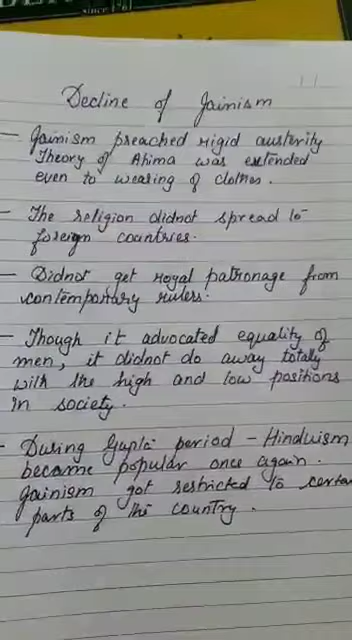 since 1761
Decline of Jainism
— Jainism preached rigid austerity
Theory of Ahima was extended
even to wearing of clothes.
- The religion didnot spread to
foreign countries.
— Didnot get royal patronage from
contemporary rulers.
- Though it advocated equality of
men, it didnot do away totally
with the high and low positions
in society.
- During Gupta period - Hinduism
became popular once again.
Jainism got restricted to certa
parts of the country.